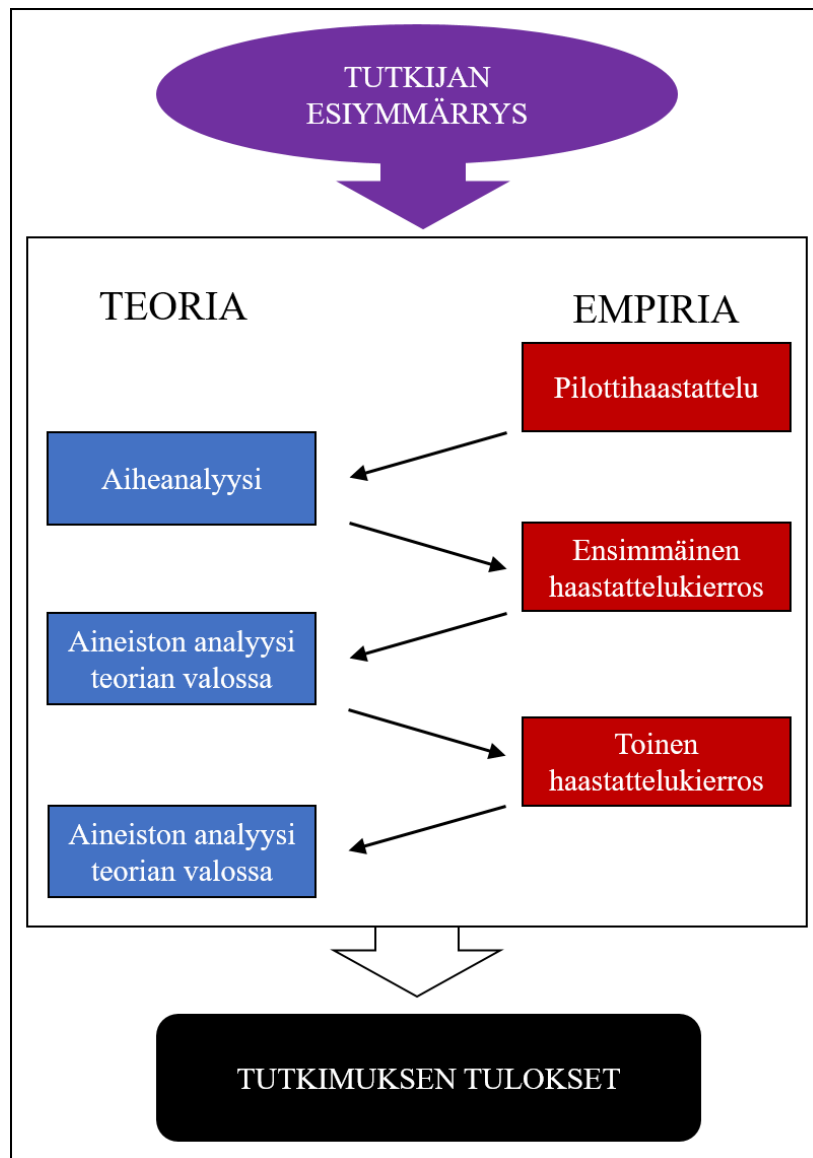 TUTKIJAN
ESIYMMÄRRYS
TEORIA
EMPIRIA
Pilottihaastattelu
Aiheanalyysi
Ensimmäinen
haastattelukierros
Aineiston analyysi
teorian valossa
Toinen
haastattelukierros
Aineiston analyysi
teorian valossa
TUTKIMUKSEN TULOKSET